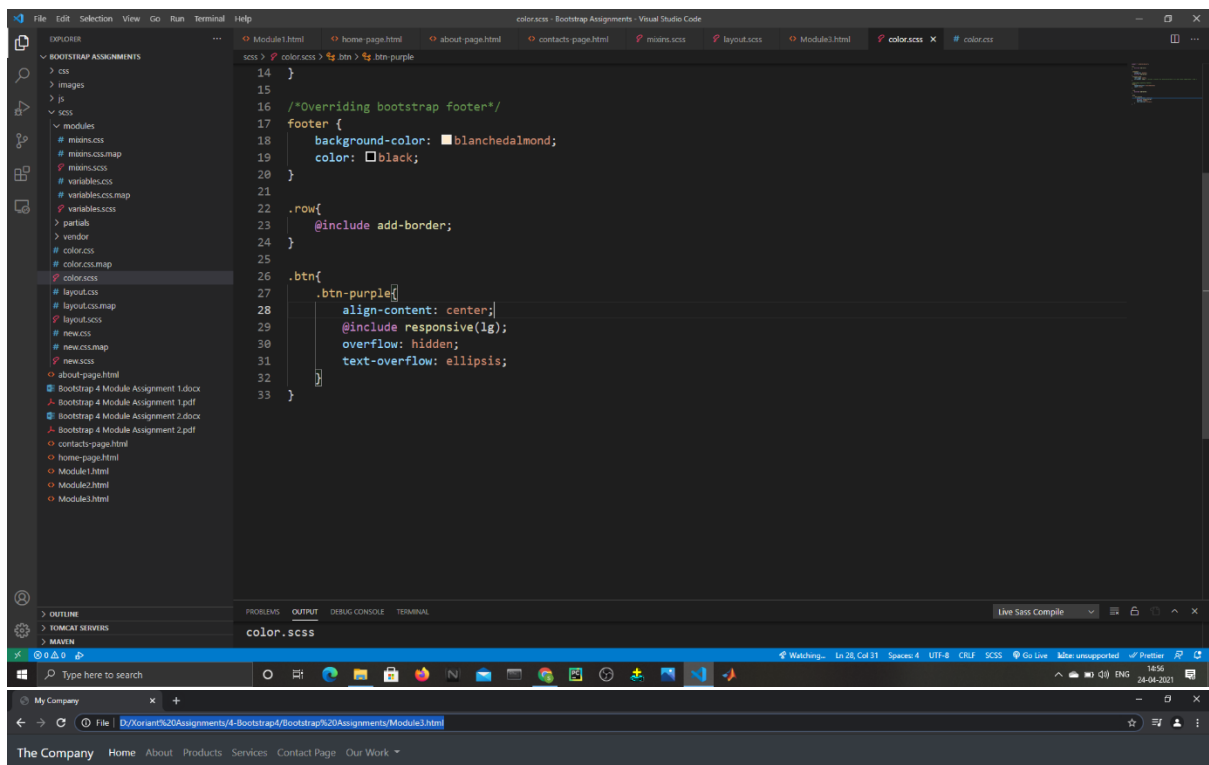 File Edit Selection View Go Run Terminal Help
color.scss - Bootstrap Assignments - Visual Studio Code
EXPLORER
Module1.html home-page.html about-page.html contacts-page.html mixins.scss layout.scss Module3.html color.scss color.css
BOOTSTRAP ASSIGNMENTS
css
images
js
scss
modules
mixins.css
mixins.css.map
mixins.scss
variables.css
variables.css.map
variables.scss
partials
vendor
color.css
color.css.map
color.scss
layout.css
layout.css.map
layout.scss
new.css
new.css.map
new.scss
about-page.html
Bootstrap 4 Module Assignment 1.docx
Bootstrap 4 Module Assignment 1.pdf
Bootstrap 4 Module Assignment 2.docx
Bootstrap 4 Module Assignment 2.pdf
contacts-page.html
home-page.html
Module1.html
Module2.html
Module3.html
OUTLINE
TOMCAT SERVERS
MAVEN
scss > color.scss > .btn > .btn-purple
14 }
15
16 /*Overriding bootstrap footer*/
17 footer {
18 background-color: blanchedalmond;
19 color: black;
20 }
21
22 .row{
23 @include add-border;
24 }
25
26 .btn{
27 .btn-purple{
28 align-content: center;
29 @include responsive(lg);
30 overflow: hidden;
31 text-overflow: ellipsis;
32 }
33 }
PROBLEMS OUTPUT DEBUG CONSOLE TERMINAL
Live Sass Compile
color.scss
0 0 Watching... Ln 28, Col 31 Spaces: 4 UTF-8 CRLF SCSS Go Live kite: unsupported Prettier
Type here to search
ENG
14:56
24-04-2021
My Company
File D:/Xoriant%20Assignments/4-Bootstrap4/Bootstrap%20Assignments/Module3.html
The Company Home About Products Services Contact Page Our Work